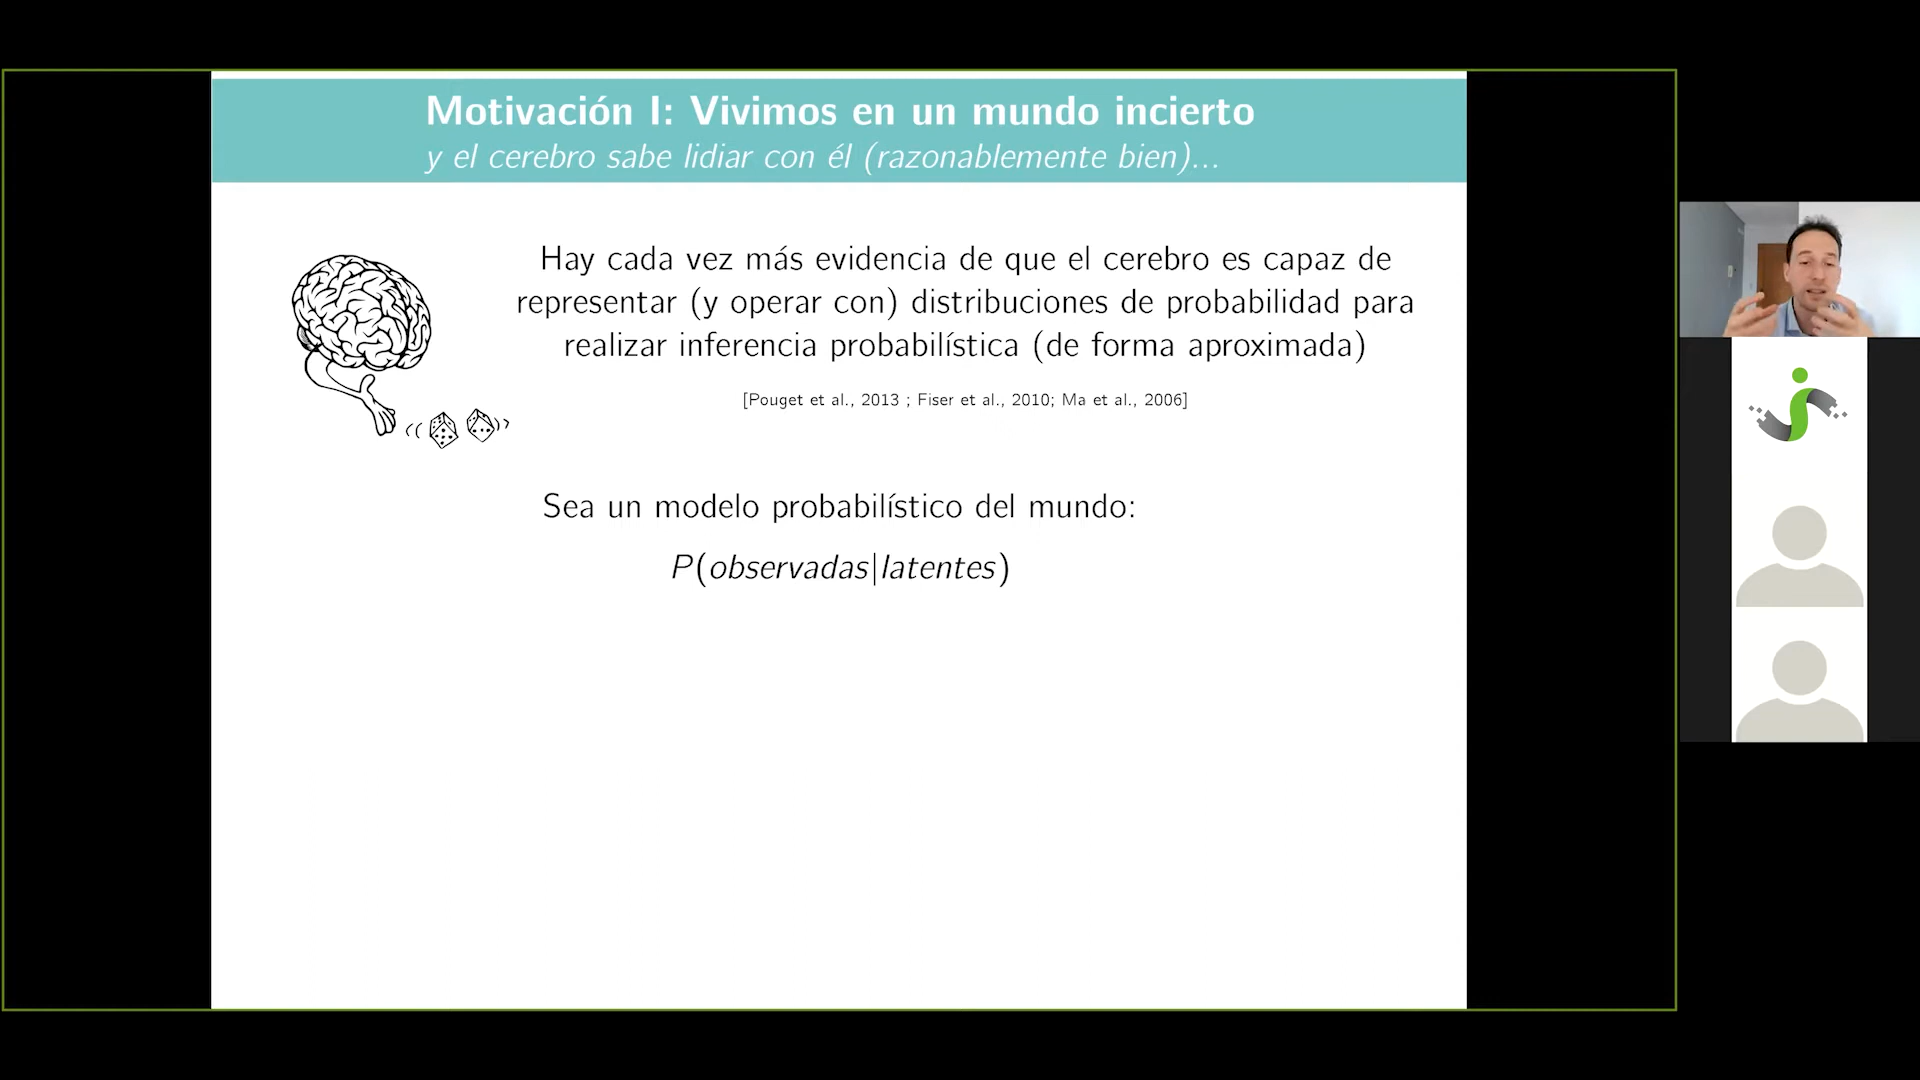 Motivación I: Vivimos en un mundo incierto
y el cerebro sabe lidiar con él (razonablemente bien)...
Hay cada vez más evidencia de que el cerebro es capaz de
representar (y operar con) distribuciones de probabilidad para
realizar inferencia probabilística (de forma aproximada)
[Pouget et al., 2013 ; Fiser et al., 2010; Ma et al., 2006]
Sea un modelo probabilístico del mundo:
P(observadas|latentes)